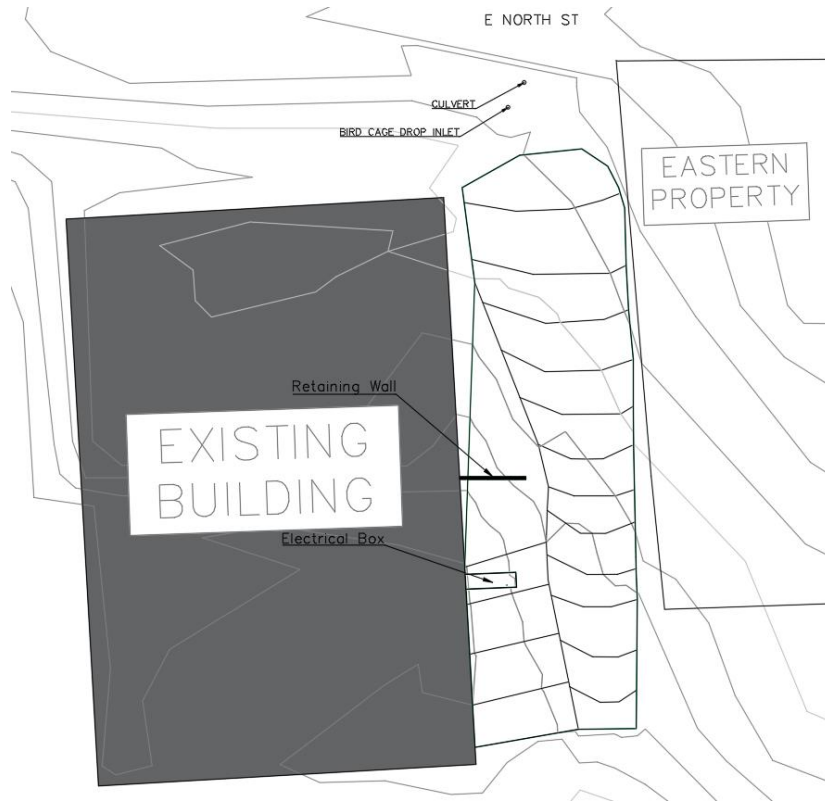 E NORTH ST
CULVERT
BIRD CAGE DROP INLET
EASTERN
PROPERTY
Retaining Wall
EXISTING
BUILDING
Electrical Box